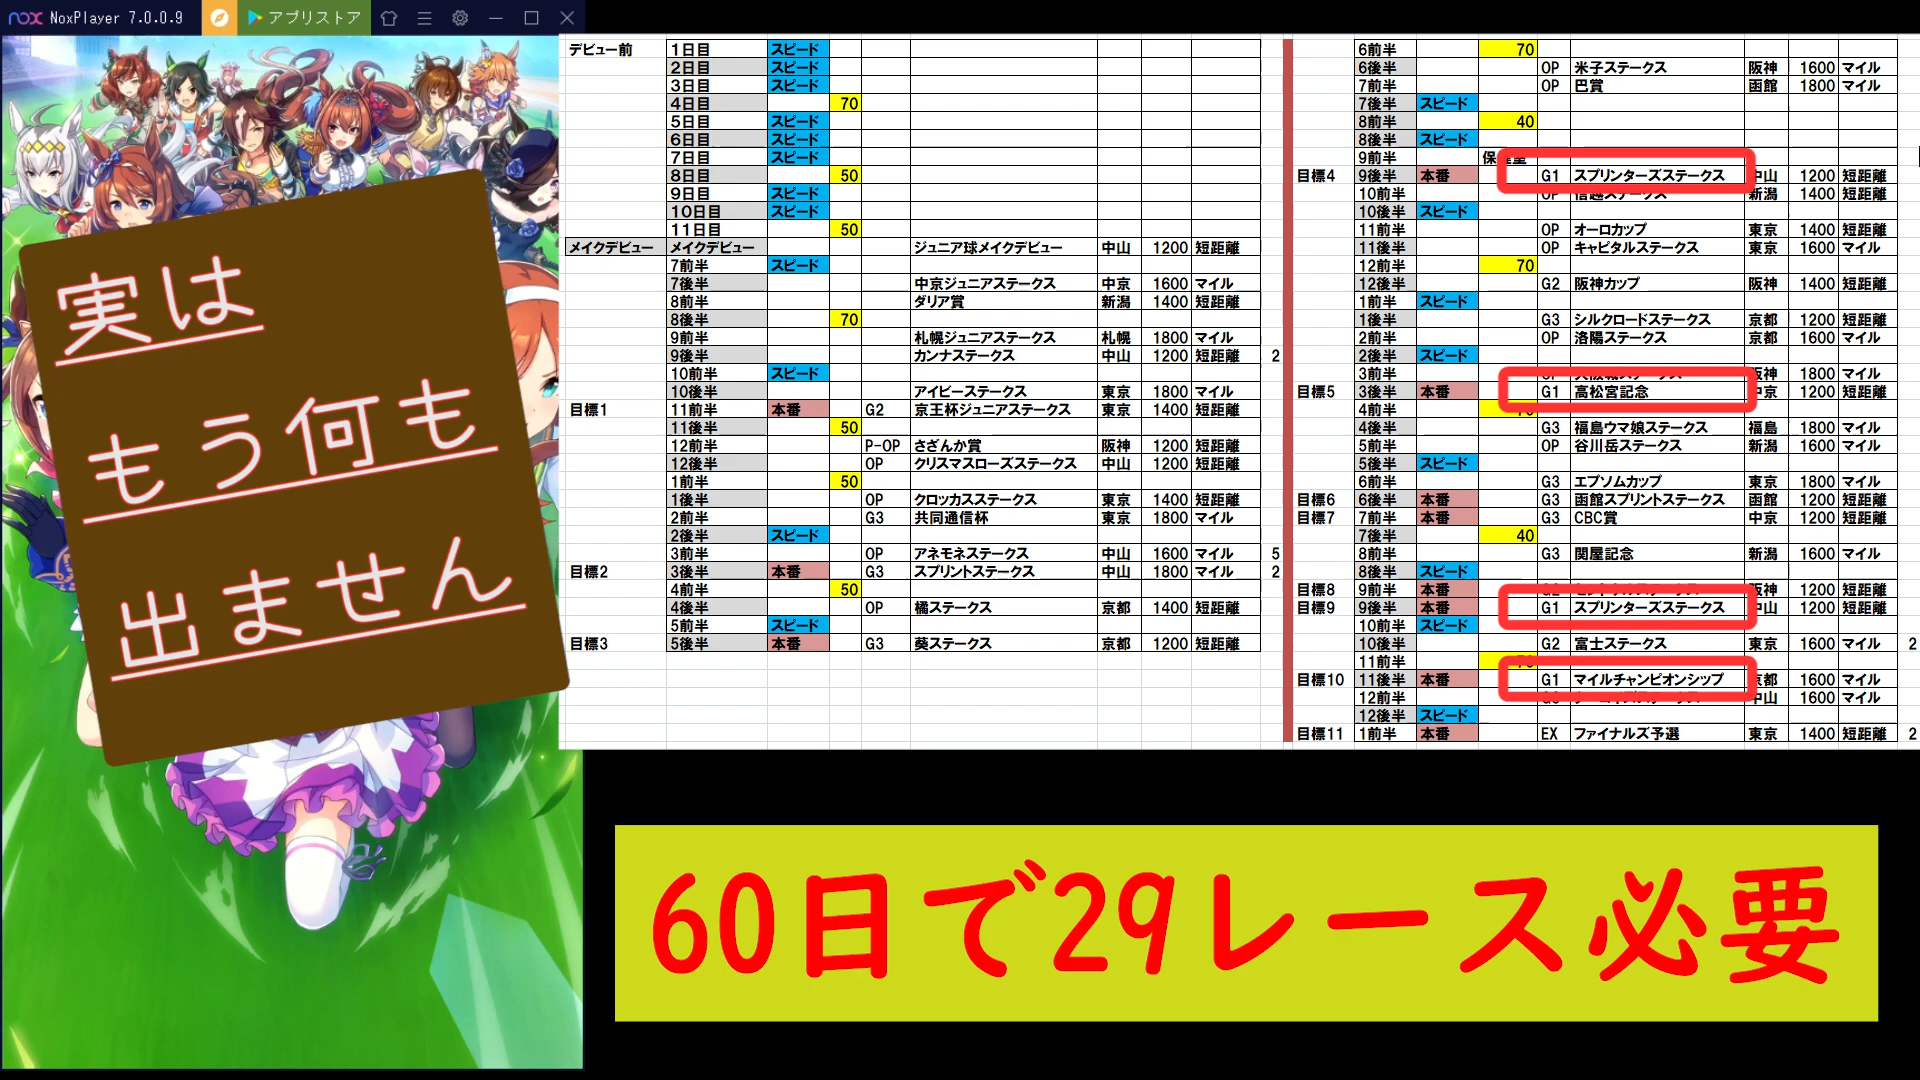 nox NoxPlayer 7.0.0.9 アプリストア
実は
もう何も
出ません
デビュー前 1日目 スピード
2日目 スピード
3日目 スピード
4日目 70
5日目 スピード
6日目 スピード
7日目 スピード
8日目 50
9日目 スピード
10日目 スピード
11日目 50
メイクデビュー メイクデビュー ジュニア球メイクデビュー 中山 1200 短距離
7前半 スピード
7後半 中京ジュニアステークス 中京 1600 マイル
8前半 ダリア賞 新潟 1400 短距離
8後半 70
9前半 札幌ジュニアステークス 札幌 1800 マイル
9後半 カンナステークス 中山 1200 短距離 2
10前半 スピード
10後半 アイビーステークス 東京 1800 マイル
目標1 11前半 本番 G2 京王杯ジュニアステークス 東京 1400 短距離
11後半 50
12前半 P-OP さざんか賞 阪神 1200 短距離
12後半 OP クリスマスローズステークス 中山 1200 短距離
1前半 50
1後半 OP クロッカスステークス 東京 1400 短距離
2前半 G3 共同通信杯 東京 1800 マイル
2後半 スピード
3前半 OP アネモネステークス 中山 1600 マイル 5
目標2 3後半 本番 G3 スプリントステークス 中山 1800 マイル 2
4前半 50
4後半 OP 橘ステークス 京都 1400 短距離
5前半 スピード
目標3 5後半 本番 G3 葵ステークス 京都 1200 短距離
6前半 70
6後半 OP 米子ステークス 阪神 1600 マイル
7前半 OP 巴賞 函館 1800 マイル
7後半 スピード
8前半 40
8後半 スピード
9前半
目標4 9後半 本番 G1 スプリンターズステークス 中山 1200 短距離
10前半 OP 信越ステークス 新潟 1400 短距離
10後半 スピード
11前半 OP オーロカップ 東京 1400 短距離
11後半 OP キャピタルステークス 東京 1600 マイル
12前半 70
12後半 G2 阪神カップ 阪神 1400 短距離
1前半 スピード
1後半 G3 シルクロードステークス 京都 1200 短距離
2前半 OP 洛陽ステークス 京都 1600 マイル
2後半 スピード
3前半 阪神 1800 マイル
目標5 3後半 本番 G1 高松宮記念 中京 1200 短距離
4前半
4後半 G3 福島ウマ娘ステークス 福島 1800 マイル
5前半 OP 谷川岳ステークス 新潟 1600 マイル
5後半 スピード
6前半 G3 エプソムカップ 東京 1800 マイル
目標6 6後半 本番 G3 函館スプリントステークス 函館 1200 短距離
目標7 7前半 本番 G3 CBC賞 中京 1200 短距離
7後半 40
8前半 G3 関屋記念 新潟 1600 マイル
8後半 スピード
目標8 9前半 本番 阪神 1200 短距離
目標9 9後半 本番 G1 スプリンターズステークス 中山 1200 短距離
10前半 スピード
10後半 G2 富士ステークス 東京 1600 マイル 2
11前半
目標10 11後半 本番 G1 マイルチャンピオンシップ 京都 1600 マイル
12前半 中山 1600 マイル
12後半 スピード
目標11 1前半 本番 EX ファイナルズ予選 東京 1400 短距離 2
60日で29レース必要